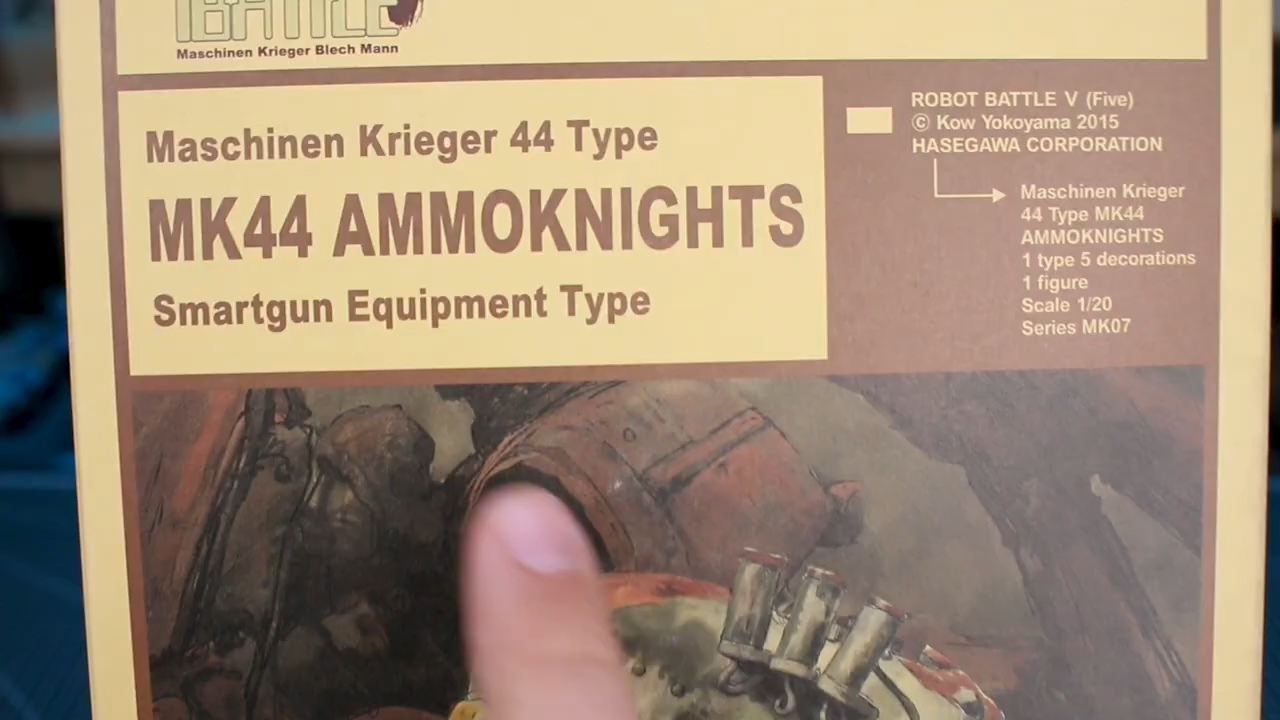 BATTLE
Maschinen Krieger Blech Mann
Maschinen Krieger 44 Type
MK44 AMMOKNIGHTS
Smartgun Equipment Type
ROBOT BATTLE V (Five)
© Kow Yokoyama 2015
HASEGAWA CORPORATION
Maschinen Krieger
44 Type MK44
AMMOKNIGHTS
1 type 5 decorations
1 figure
Scale 1/20
Series MK07